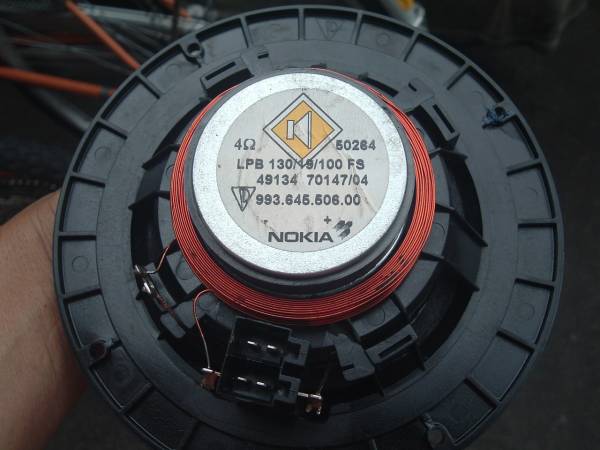 4Ω 50264
LPB 130/19/100 FS
49134 70147/04
993.645.506.00
- +
NOKIA